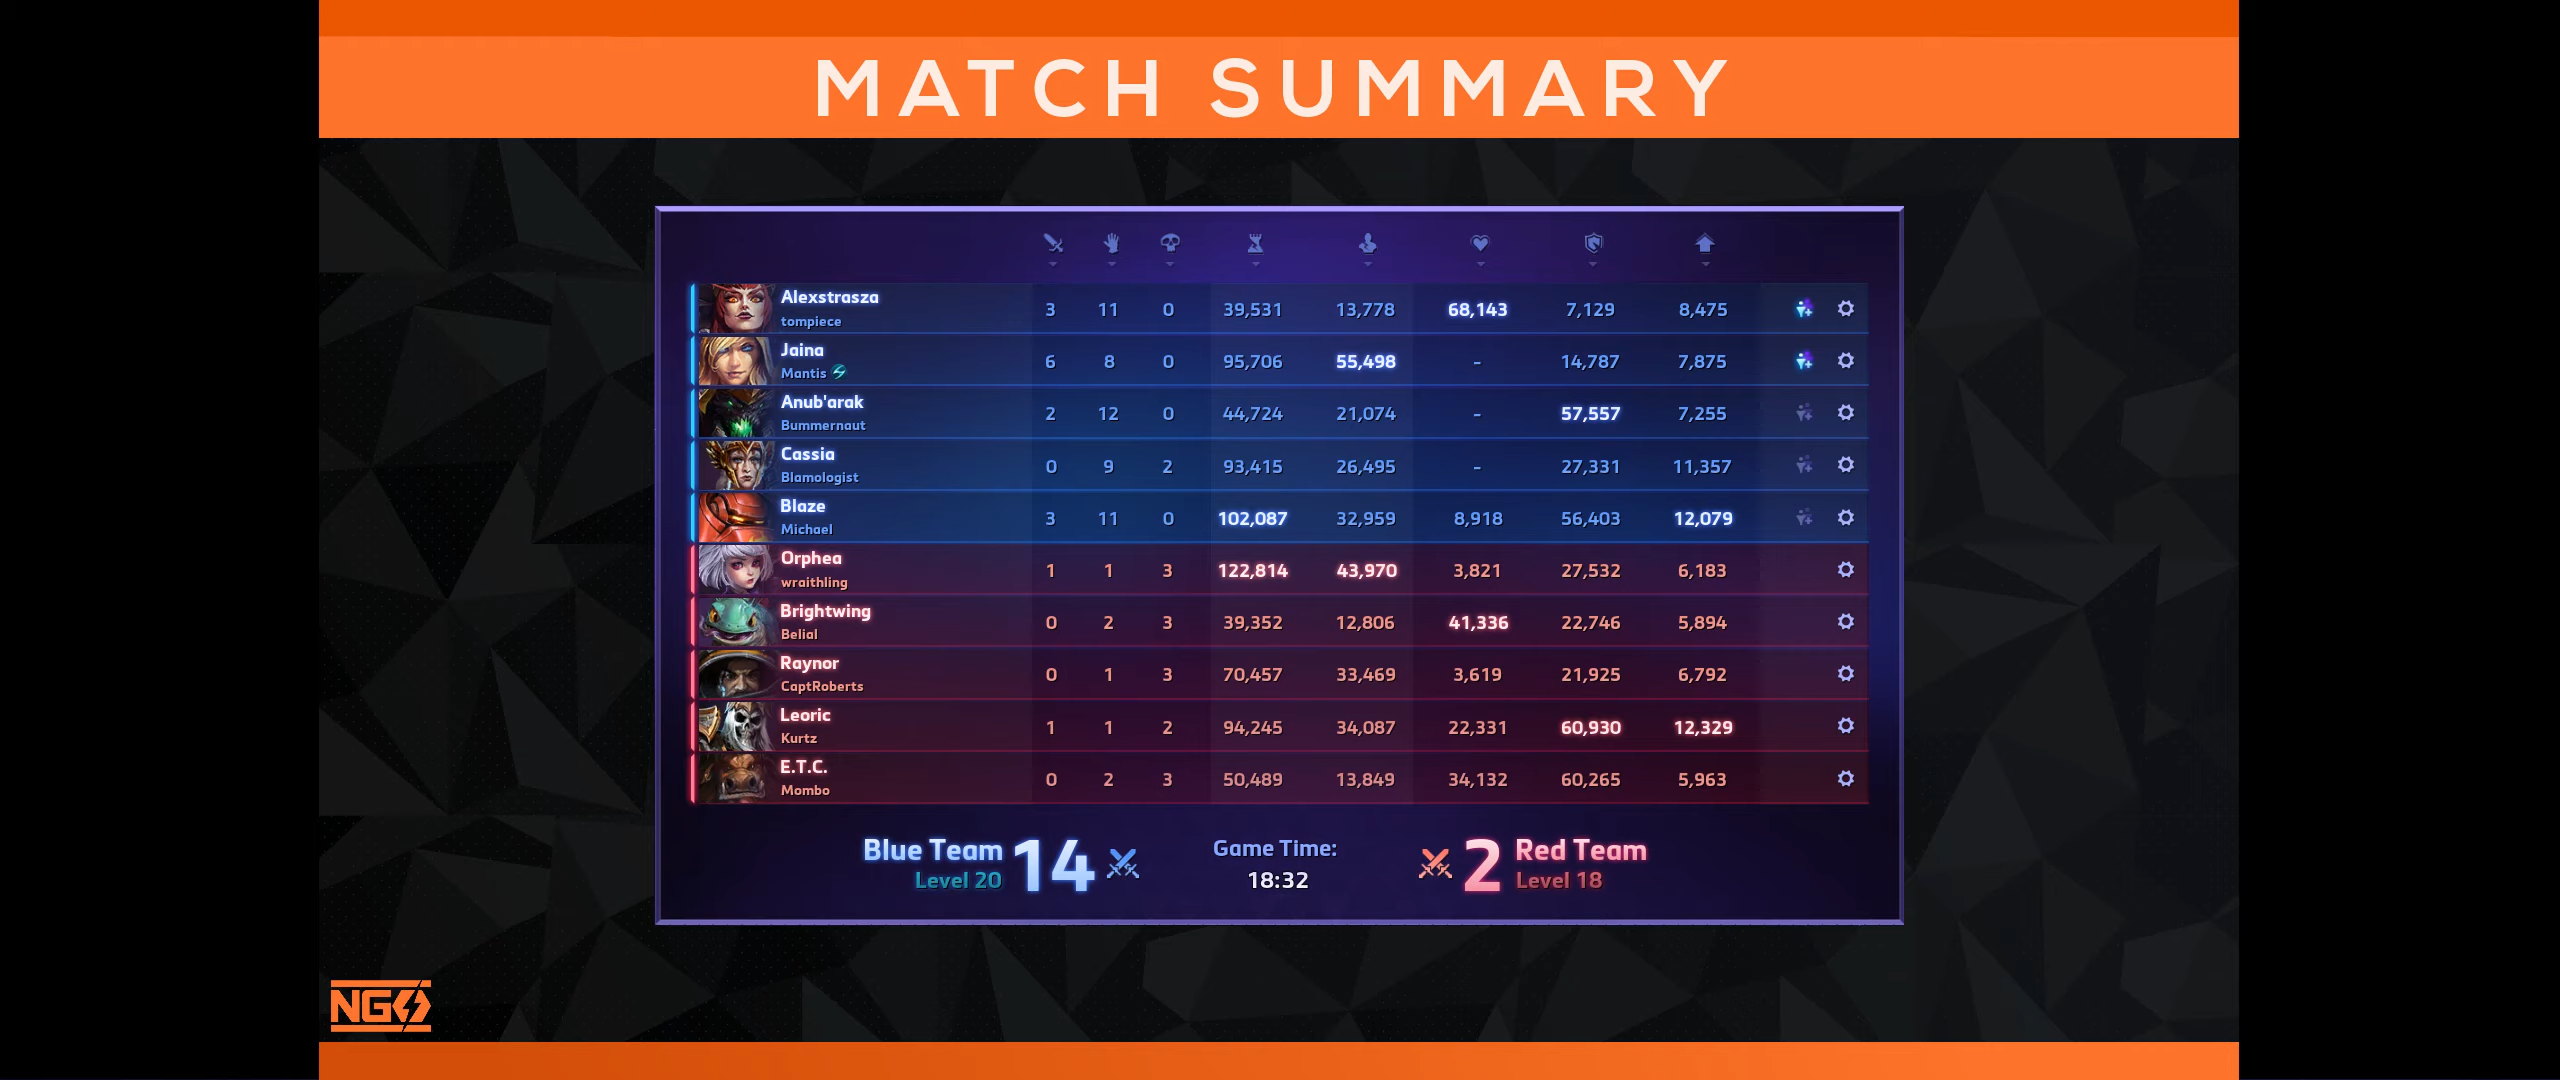 MATCH SUMMARY
Alexstrasza
tompiece
3 11 0 39,531 13,778 68,143 7,129 8,475
Jaina
Mantis
6 8 0 95,706 55,498 - 14,787 7,875
Anub'arak
Bummernaut
2 12 0 44,724 21,074 - 57,557 7,255
Cassia
Blamologist
0 9 2 93,415 26,495 - 27,331 11,357
Blaze
Michael
3 11 0 102,087 32,959 8,918 56,403 12,079
Orphea
wraithling
1 1 3 122,814 43,970 3,821 27,532 6,183
Brightwing
Belial
0 2 3 39,352 12,806 41,336 22,746 5,894
Raynor
CaptRoberts
0 1 3 70,457 33,469 3,619 21,925 6,792
Leoric
Kurtz
1 1 2 94,245 34,087 22,331 60,930 12,329
E.T.C.
Mombo
0 2 3 50,489 13,849 34,132 60,265 5,963
Blue Team 14 Game Time: 2 Red Team
Level 20 18:32 Level 18
NGS